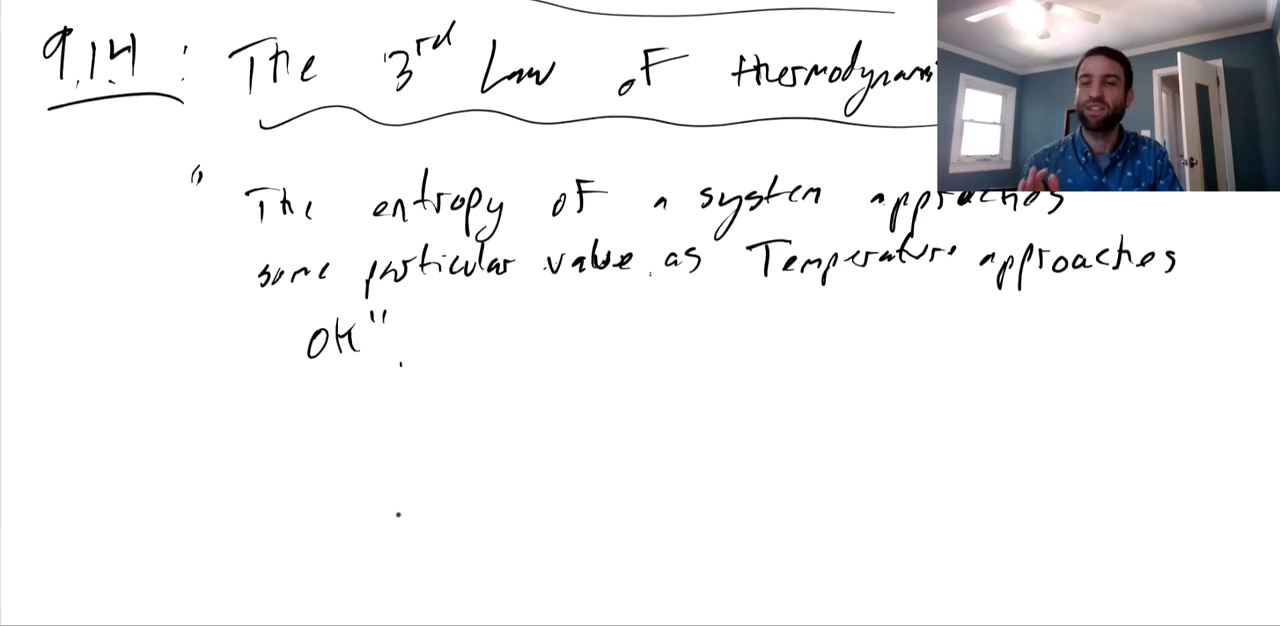 9.14 : The 3rd Law of thermodynami
" The entropy of a system approaches
some particular value as Temperature approaches
0K".